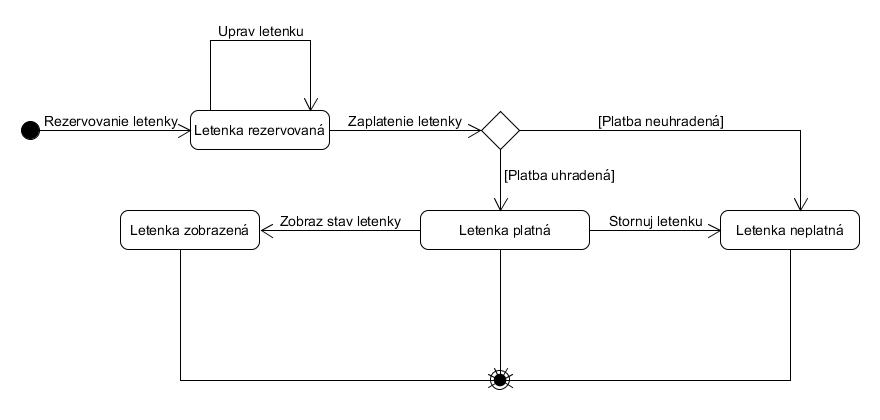 Uprav letenku
Rezervovanie letenky
Letenka rezervovaná
Zaplatenie letenky
[Platba neuhradená]
[Platba uhradená]
Letenka zobrazená
Zobraz stav letenky
Letenka platná
Stornuj letenku
Letenka neplatná